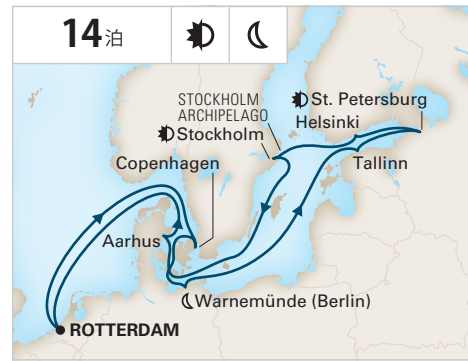 14泊
STOCKHOLM
ARCHIPELAGO
St. Petersburg
Helsinki
Stockholm
Copenhagen
Tallinn
Aarhus
Warnemünde (Berlin)
ROTTERDAM